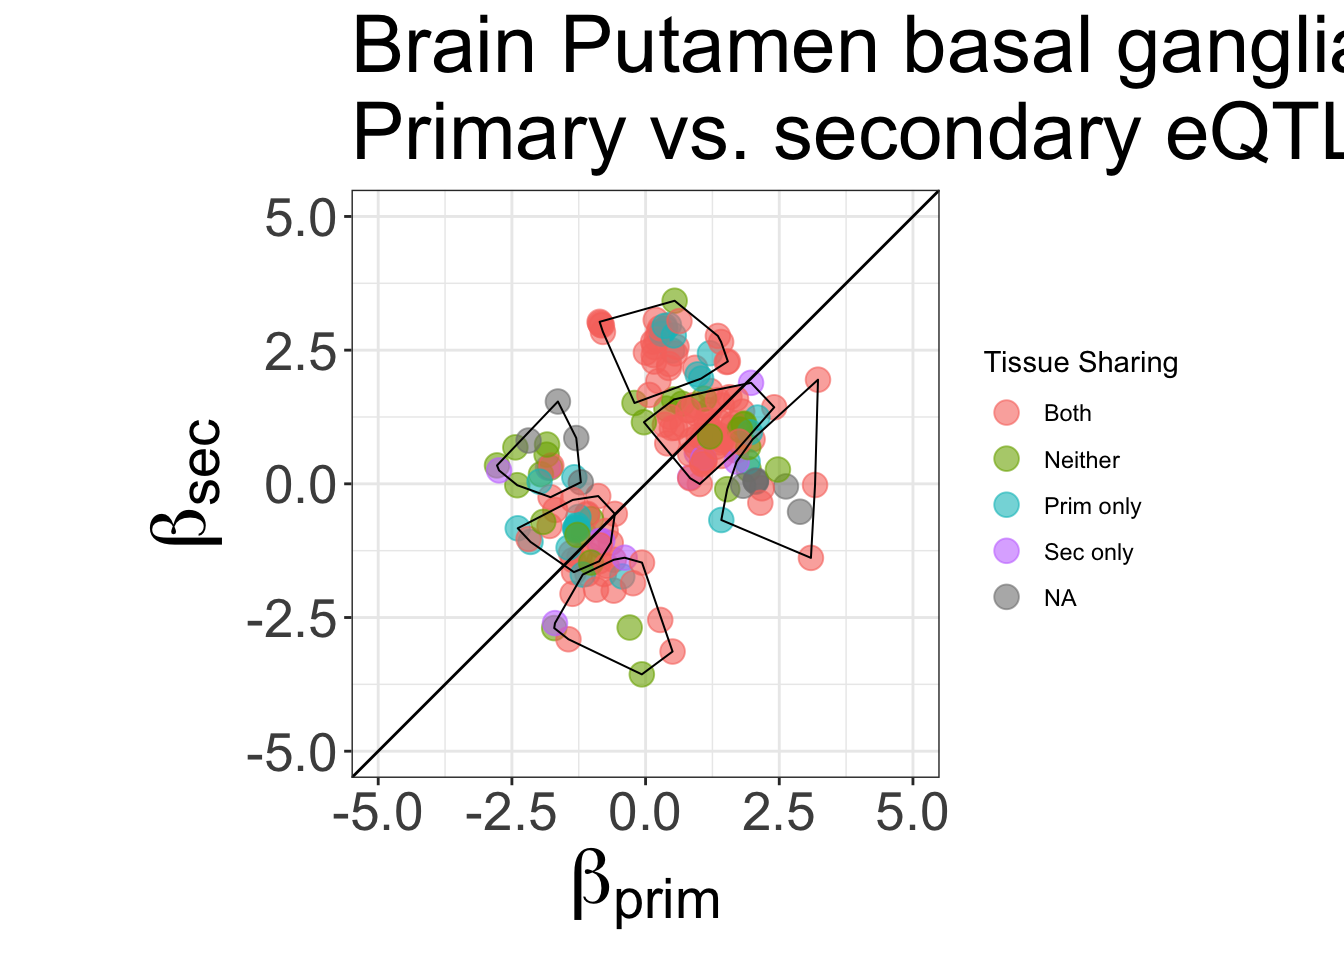 Brain Putamen basal ganglia
Primary vs. secondary eQTL
5.0
2.5
0.0
-2.5
-5.0
βsec
-5.0 -2.5 0.0 2.5 5.0
βprim
Tissue Sharing
Both
Neither
Prim only
Sec only
NA